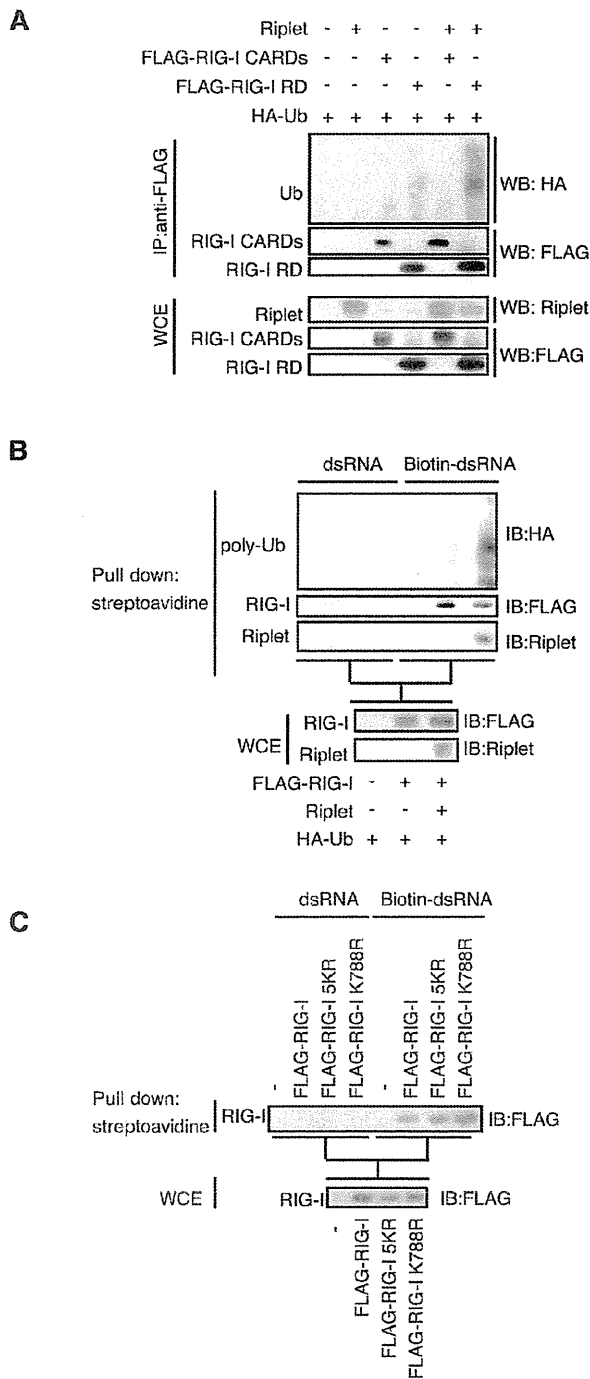 A
Riplet - + - - + +
FLAG-RIG-I CARDs - - + - + -
FLAG-RIG-I RD - - - + - +
HA-Ub + + + + + +
IP:anti-FLAG
Ub
WB: HA
RIG-I CARDs
RIG-I RD
WB: FLAG
WCE
Riplet
WB: Riplet
RIG-I CARDs
RIG-I RD
WB:FLAG
B
dsRNA Biotin-dsRNA
Pull down:
streptoavidine
poly-Ub
IB:HA
RIG-I
IB:FLAG
Riplet
IB:Riplet
WCE
RIG-I
IB:FLAG
Riplet
IB:Riplet
FLAG-RIG-I - + +
Riplet - - +
HA-Ub + + +
C
dsRNA Biotin-dsRNA
-
FLAG-RIG-I
FLAG-RIG-I 5KR
FLAG-RIG-I K788R
-
FLAG-RIG-I
FLAG-RIG-I 5KR
FLAG-RIG-I K788R
Pull down:
streptoavidine
RIG-I
IB:FLAG
WCE
RIG-I
IB:FLAG
-
FLAG-RIG-I
FLAG-RIG-I 5KR
FLAG-RIG-I K788R